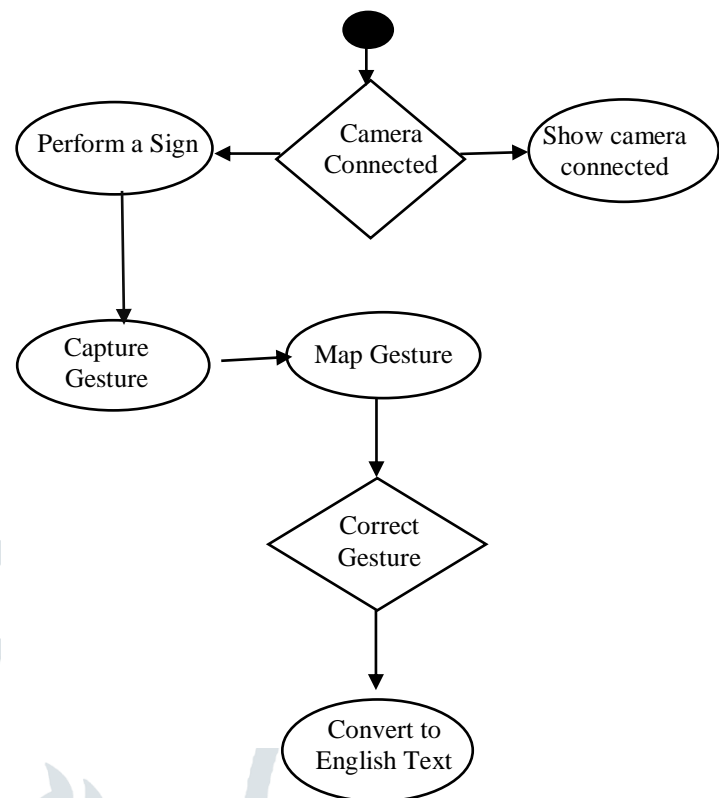 Camera
Connected
Perform a Sign
Show camera
connected
Capture
Gesture
Map Gesture
Correct
Gesture
Convert to
English Text